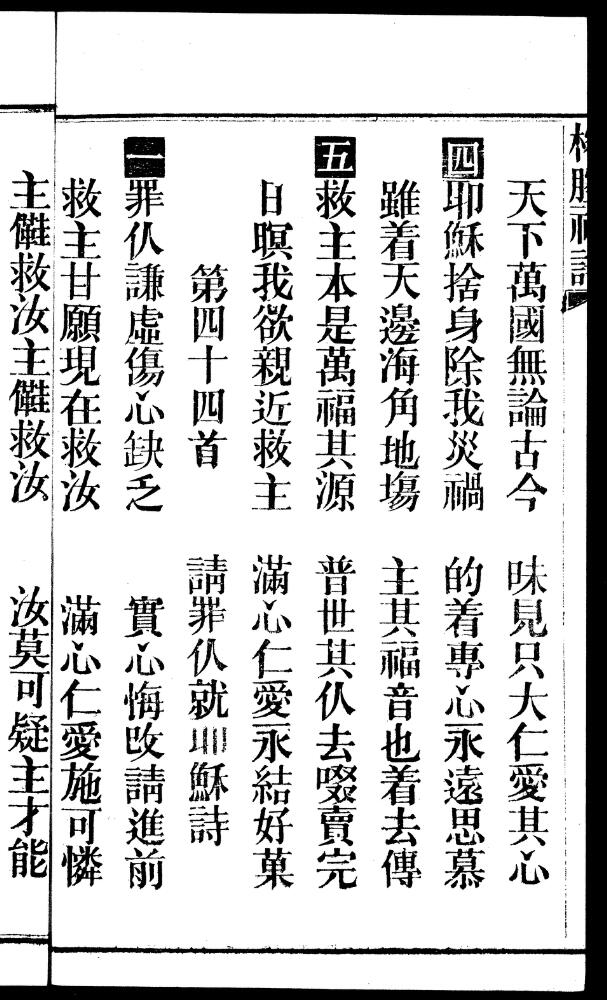 天下萬國無論古今　昧見只大仁愛其心
四耶穌捨身除我災禍　的着專心永遠思慕
雖着天邊海角地塲　主其福音也着去傳
五救主本是萬福其源　普世其仈去啜賣完
日暝我欲親近救主　滿心仁愛永結好菓
第四十四首　請罪仈就耶穌詩
一罪仈謙虛傷心缺乏　實心悔改請進前
救主甘願現在救汝　滿心仁愛施可憐
主㒕救汝主㒕救汝　汝莫可疑主才能